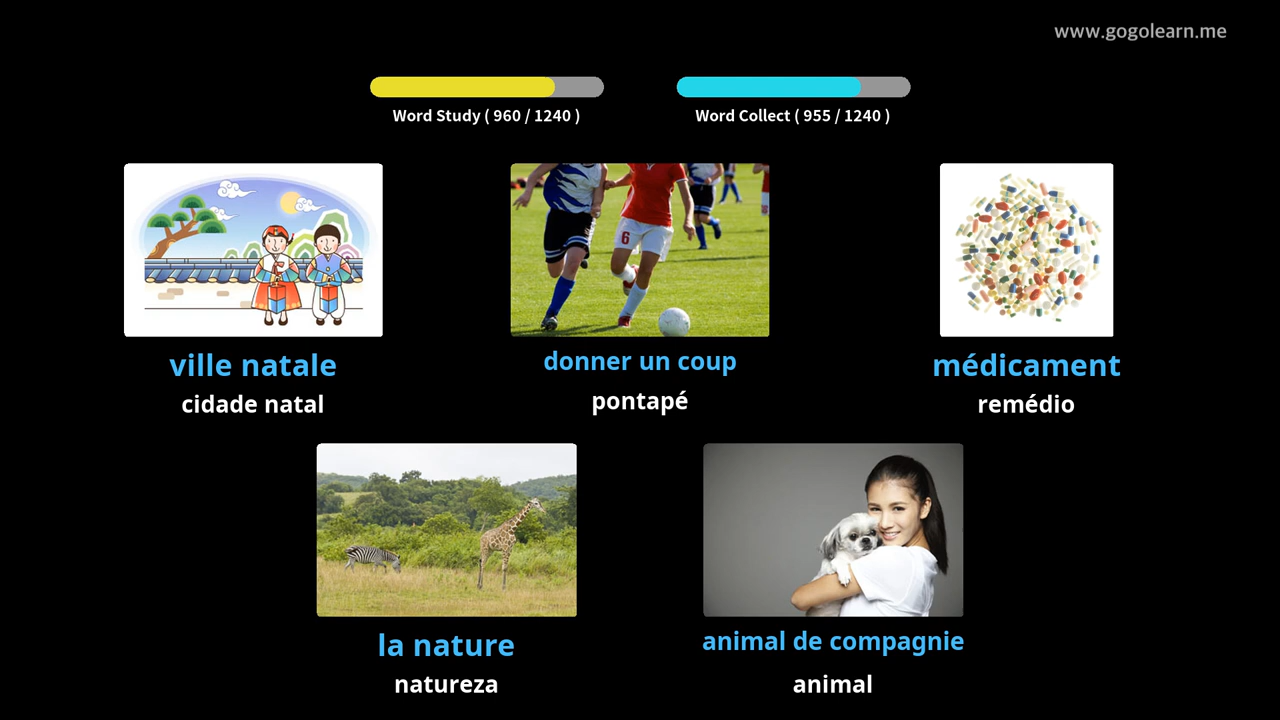 www.gogolearn.me
Word Study ( 960 / 1240 )
Word Collect ( 955 / 1240 )
ville natale
cidade natal
donner un coup
pontapé
médicament
remédio
la nature
natureza
animal de compagnie
animal
6